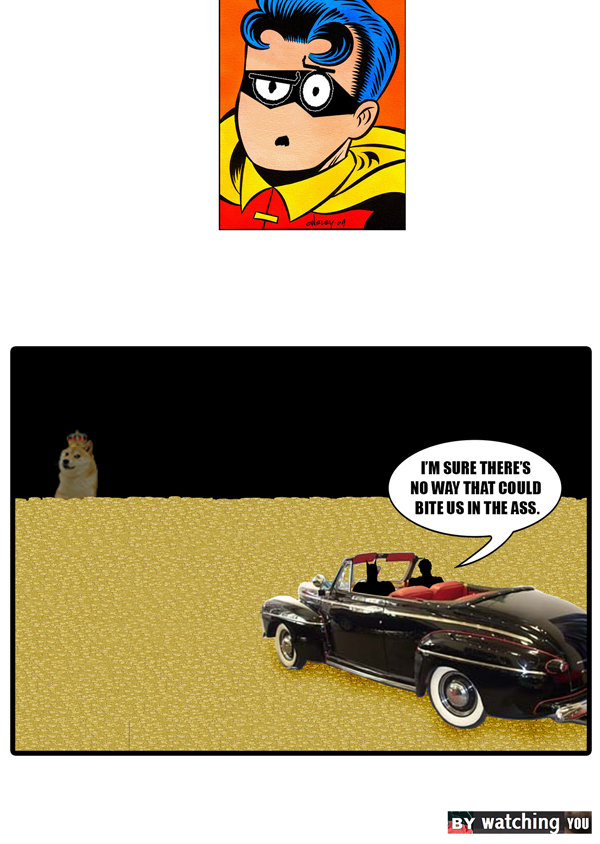 I'M SURE THERE'S
NO WAY THAT COULD
BITE US IN THE ASS.
BY watching YOU